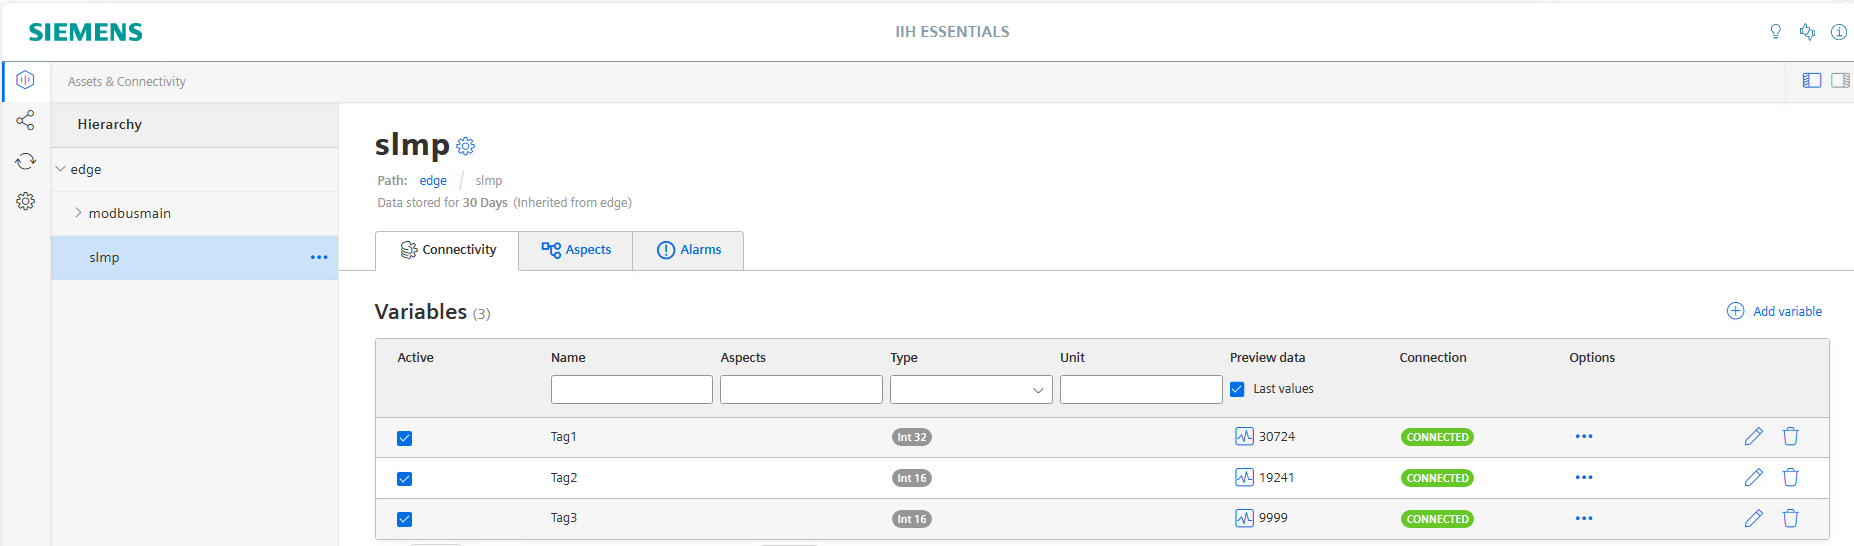 SIEMENS
IIH ESSENTIALS
Assets & Connectivity
Hierarchy
edge
modbusmain
slmp
slmp
Path: edge / slmp
Data stored for 30 Days (Inherited from edge)
Connectivity Aspects Alarms
Variables (3)
Add variable
Active Name Aspects Type Unit Preview data Connection Options
Last values
Tag1 Int 32 30724 CONNECTED
Tag2 Int 16 19241 CONNECTED
Tag3 Int 16 9999 CONNECTED